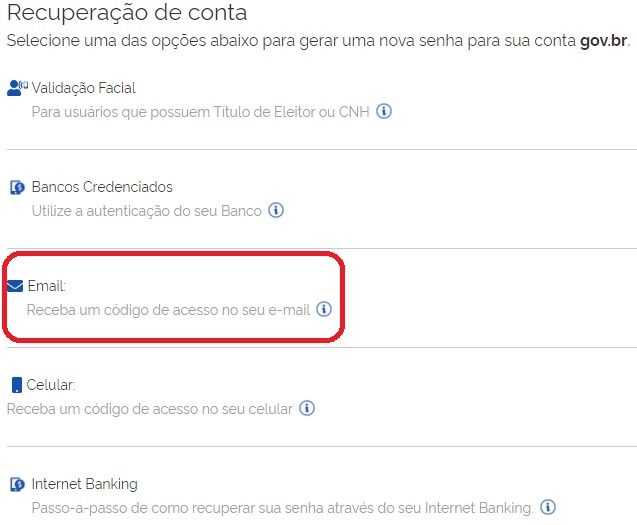 Recuperação de conta
Selecione uma das opções abaixo para gerar uma nova senha para sua conta gov.br.
Validação Facial
Para usuários que possuem Título de Eleitor ou CNH
Bancos Credenciados
Utilize a autenticação do seu Banco
Email:
Receba um código de acesso no seu e-mail
Celular:
Receba um código de acesso no seu celular
Internet Banking
Passo-a-passo de como recuperar sua senha através do seu Internet Banking.